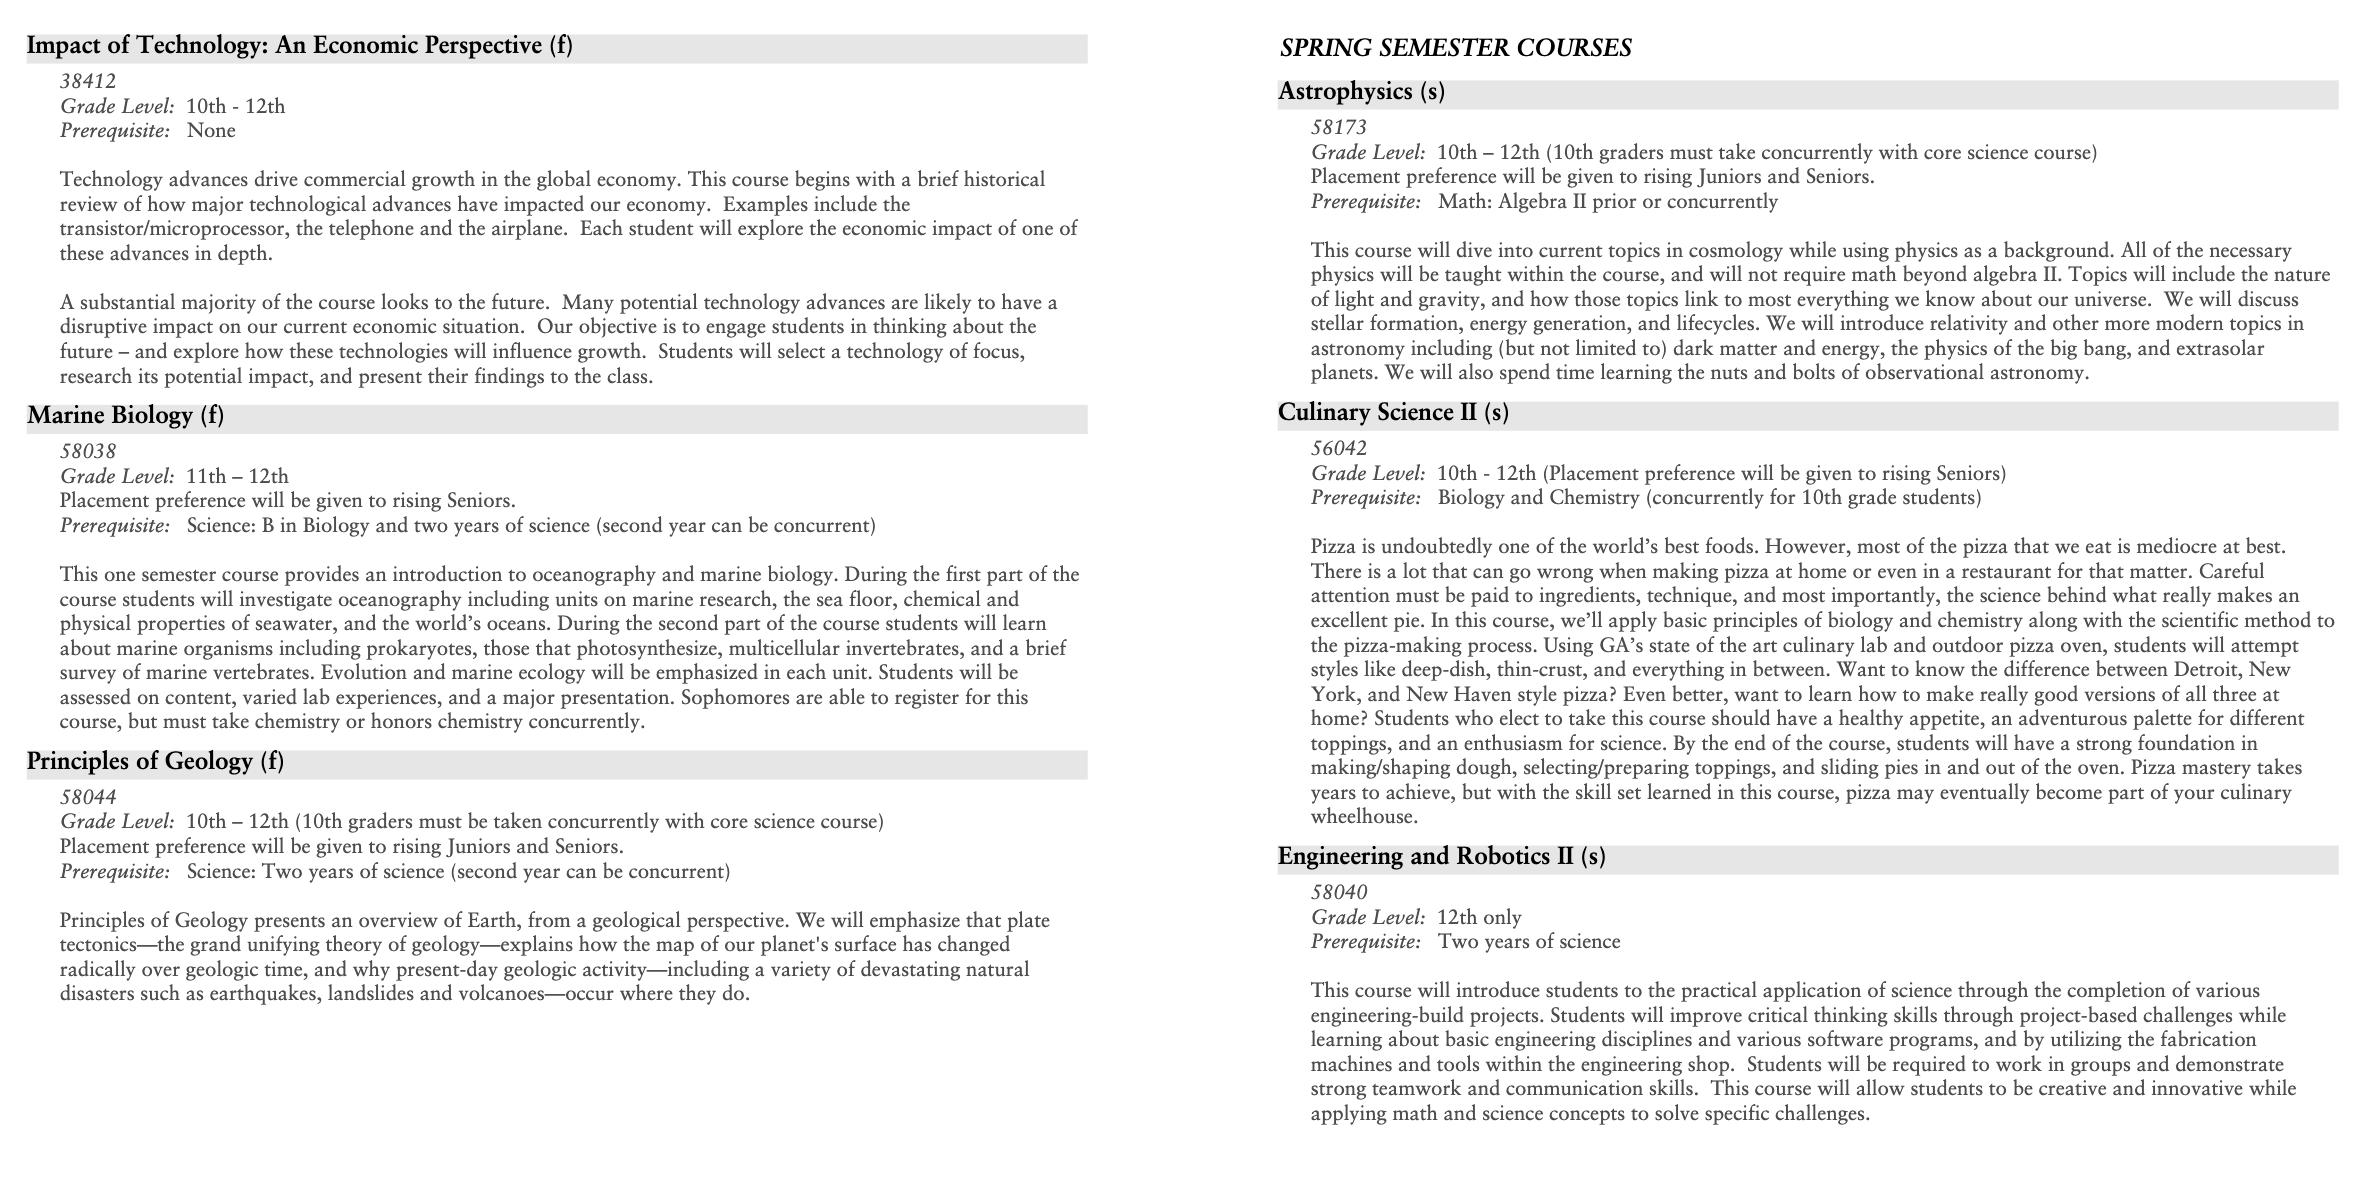 Impact of Technology: An Economic Perspective (f)
38412
Grade Level: 10th - 12th
Prerequisite: None
Technology advances drive commercial growth in the global economy. This course begins with a brief historical
review of how major technological advances have impacted our economy. Examples include the
transistor/microprocessor, the telephone and the airplane. Each student will explore the economic impact of one of
these advances in depth.
A substantial majority of the course looks to the future. Many potential technology advances are likely to have a
disruptive impact on our current economic situation. Our objective is to engage students in thinking about the
future – and explore how these technologies will influence growth. Students will select a technology of focus,
research its potential impact, and present their findings to the class.
Marine Biology (f)
58038
Grade Level: 11th – 12th
Placement preference will be given to rising Seniors.
Prerequisite: Science: B in Biology and two years of science (second year can be concurrent)
This one semester course provides an introduction to oceanography and marine biology. During the first part of the
course students will investigate oceanography including units on marine research, the sea floor, chemical and
physical properties of seawater, and the world’s oceans. During the second part of the course students will learn
about marine organisms including prokaryotes, those that photosynthesize, multicellular invertebrates, and a brief
survey of marine vertebrates. Evolution and marine ecology will be emphasized in each unit. Students will be
assessed on content, varied lab experiences, and a major presentation. Sophomores are able to register for this
course, but must take chemistry or honors chemistry concurrently.
Principles of Geology (f)
58044
Grade Level: 10th – 12th (10th graders must be taken concurrently with core science course)
Placement preference will be given to rising Juniors and Seniors.
Prerequisite: Science: Two years of science (second year can be concurrent)
Principles of Geology presents an overview of Earth, from a geological perspective. We will emphasize that plate
tectonics—the grand unifying theory of geology—explains how the map of our planet's surface has changed
radically over geologic time, and why present-day geologic activity—including a variety of devastating natural
disasters such as earthquakes, landslides and volcanoes—occur where they do.
SPRING SEMESTER COURSES
Astrophysics (s)
58173
Grade Level: 10th – 12th (10th graders must take concurrently with core science course)
Placement preference will be given to rising Juniors and Seniors.
Prerequisite: Math: Algebra II prior or concurrently
This course will dive into current topics in cosmology while using physics as a background. All of the necessary
physics will be taught within the course, and will not require math beyond algebra II. Topics will include the nature
of light and gravity, and how those topics link to most everything we know about our universe. We will discuss
stellar formation, energy generation, and lifecycles. We will introduce relativity and other more modern topics in
astronomy including (but not limited to) dark matter and energy, the physics of the big bang, and extrasolar
planets. We will also spend time learning the nuts and bolts of observational astronomy.
Culinary Science II (s)
56042
Grade Level: 10th - 12th (Placement preference will be given to rising Seniors)
Prerequisite: Biology and Chemistry (concurrently for 10th grade students)
Pizza is undoubtedly one of the world’s best foods. However, most of the pizza that we eat is mediocre at best.
There is a lot that can go wrong when making pizza at home or even in a restaurant for that matter. Careful
attention must be paid to ingredients, technique, and most importantly, the science behind what really makes an
excellent pie. In this course, we’ll apply basic principles of biology and chemistry along with the scientific method to
the pizza-making process. Using GA’s state of the art culinary lab and outdoor pizza oven, students will attempt
styles like deep-dish, thin-crust, and everything in between. Want to know the difference between Detroit, New
York, and New Haven style pizza? Even better, want to learn how to make really good versions of all three at
home? Students who elect to take this course should have a healthy appetite, an adventurous palette for different
toppings, and an enthusiasm for science. By the end of the course, students will have a strong foundation in
making/shaping dough, selecting/preparing toppings, and sliding pies in and out of the oven. Pizza mastery takes
years to achieve, but with the skill set learned in this course, pizza may eventually become part of your culinary
wheelhouse.
Engineering and Robotics II (s)
58040
Grade Level: 12th only
Prerequisite: Two years of science
This course will introduce students to the practical application of science through the completion of various
engineering-build projects. Students will improve critical thinking skills through project-based challenges while
learning about basic engineering disciplines and various software programs, and by utilizing the fabrication
machines and tools within the engineering shop. Students will be required to work in groups and demonstrate
strong teamwork and communication skills. This course will allow students to be creative and innovative while
applying math and science concepts to solve specific challenges.